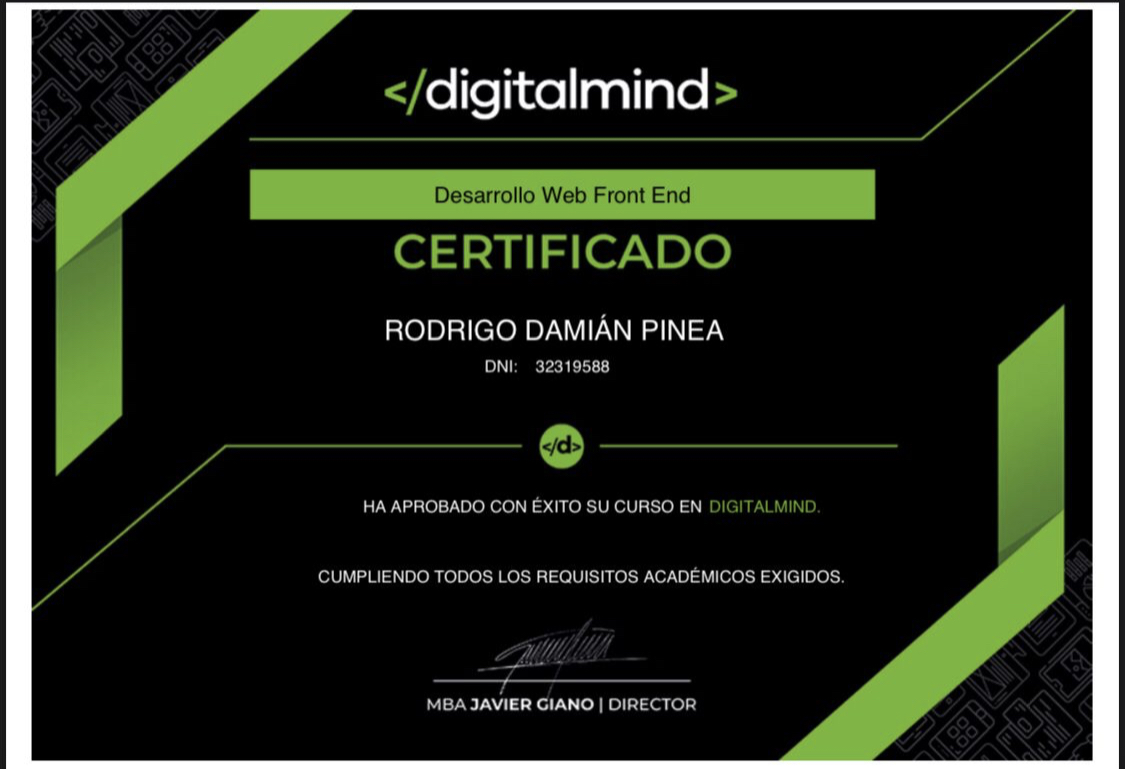 </digitalmind>
Desarrollo Web Front End
CERTIFICADO
RODRIGO DAMIÁN PINEA
DNI: 32319588
</d>
HA APROBADO CON ÉXITO SU CURSO EN DIGITALMIND.
CUMPLIENDO TODOS LOS REQUISITOS ACADÉMICOS EXIGIDOS.
MBA JAVIER GIANO | DIRECTOR